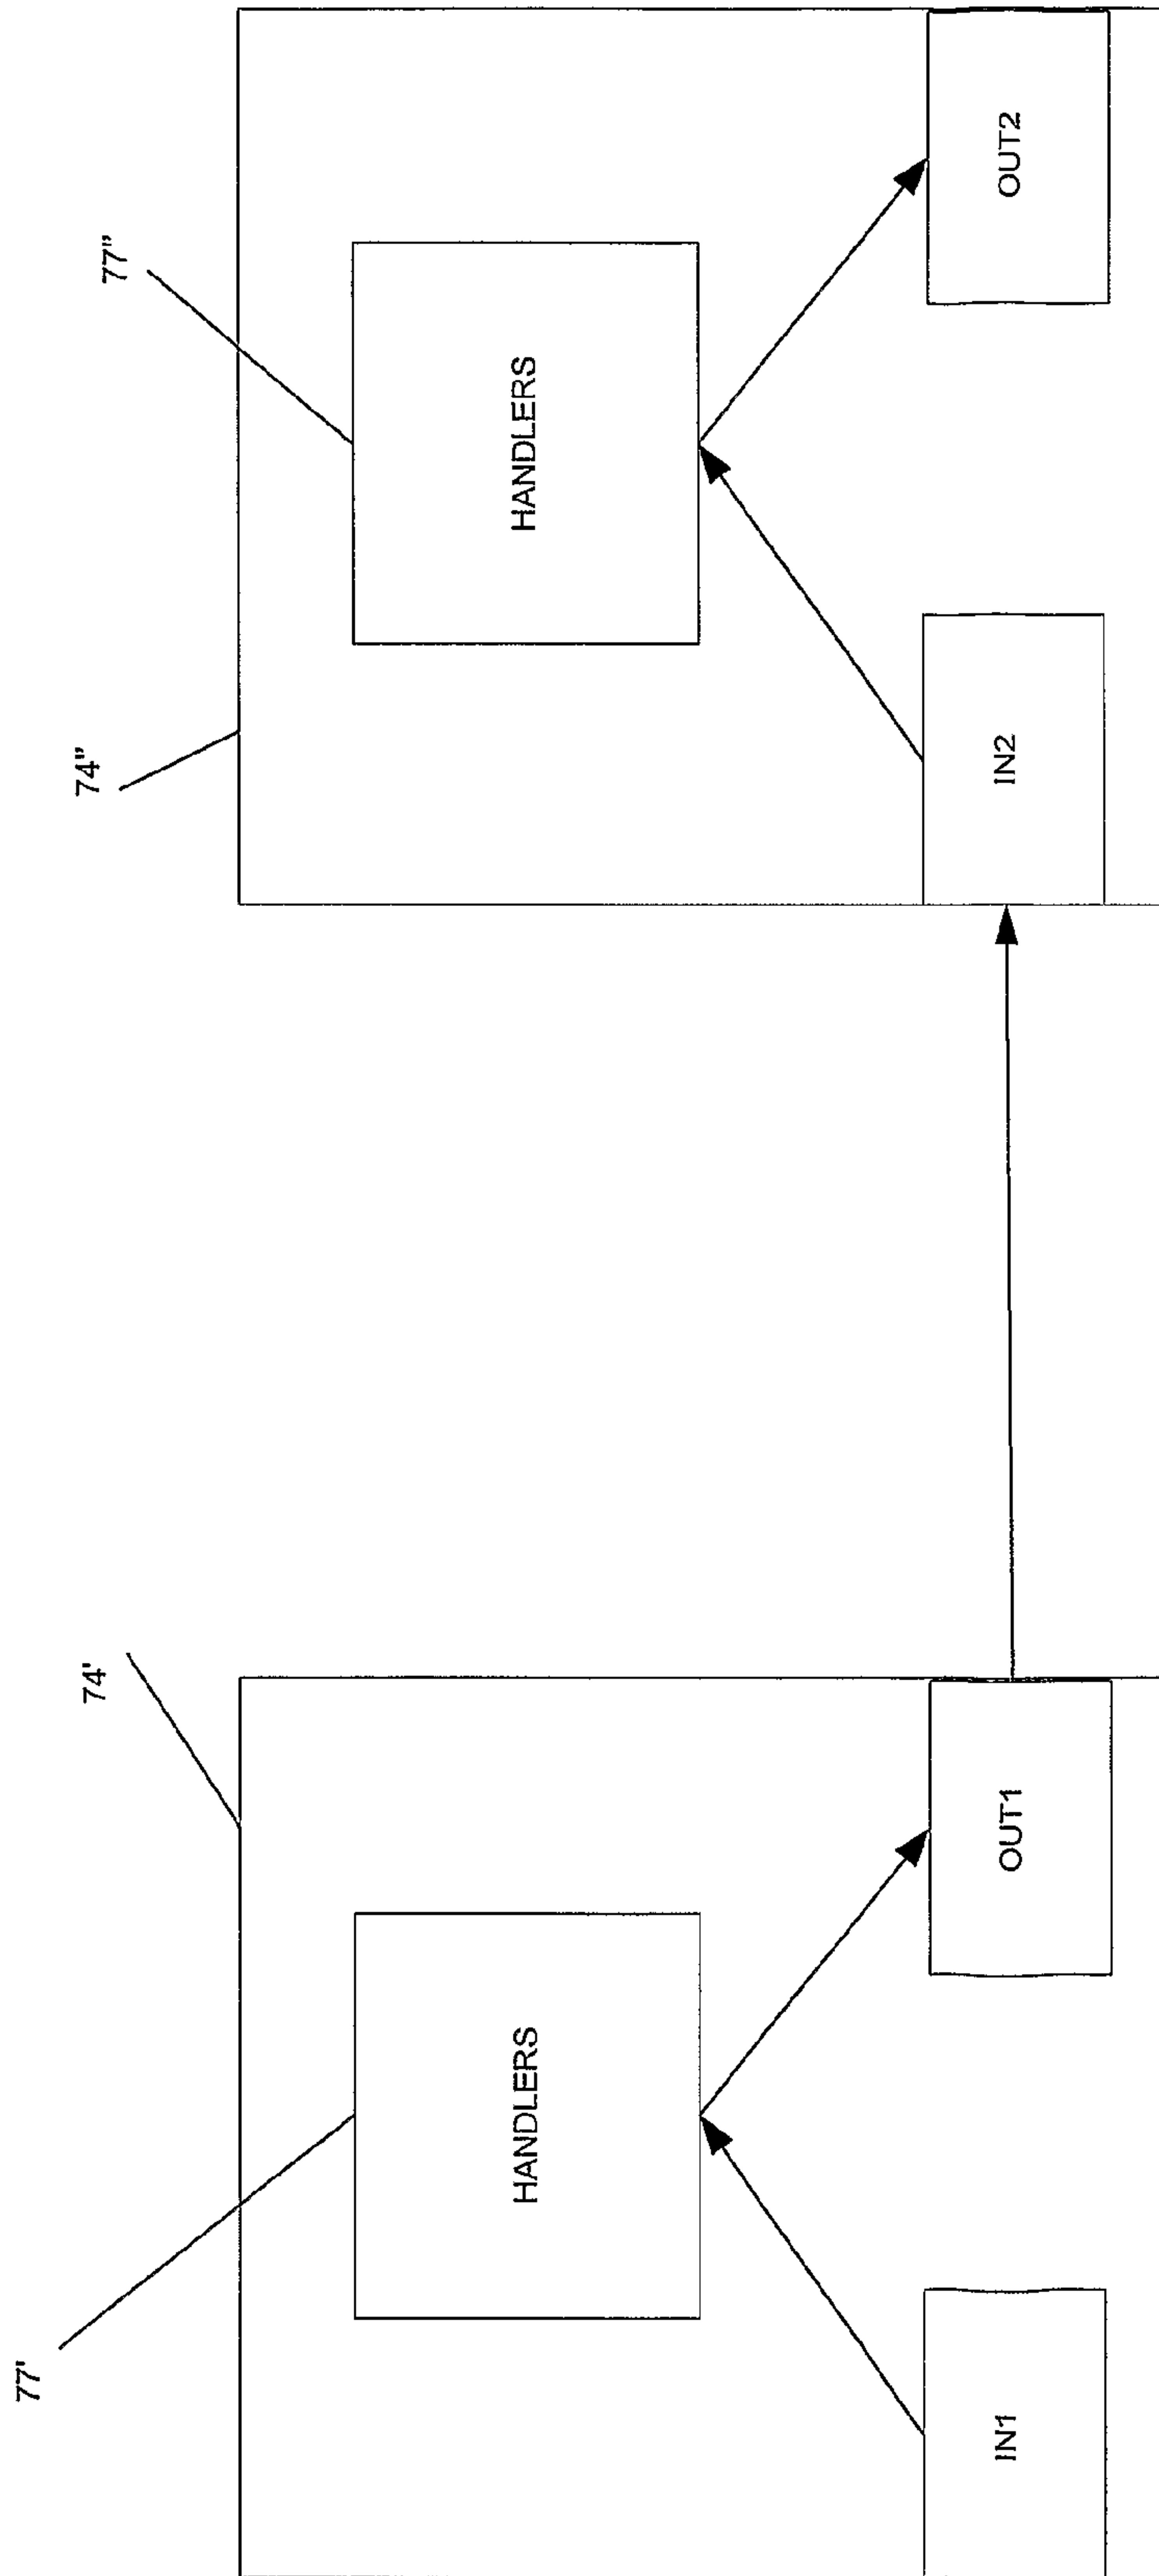 77'
74'
74"
77"
HANDLERS
HANDLERS
IN1
OUT1
IN2
OUT2